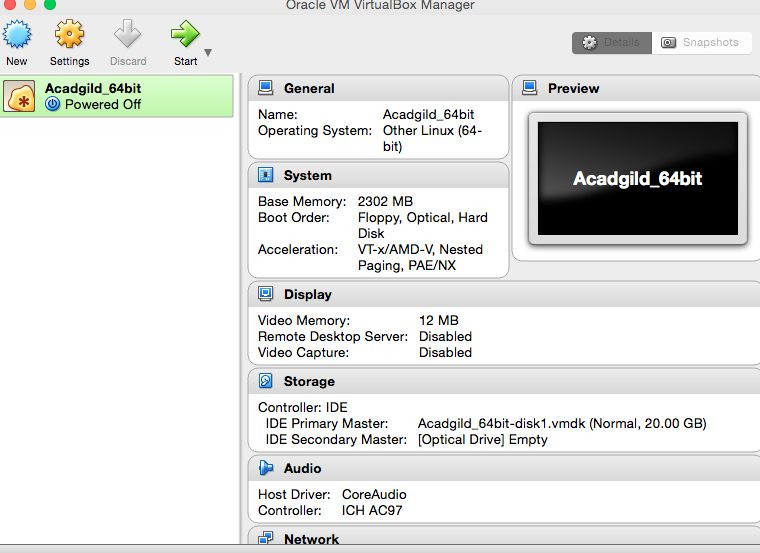 Oracle VM VirtualBox Manager
New
Settings
Discard
Start
Details
Snapshots
Acadgild_64bit
Powered Off
General
Name: Acadgild_64bit
Operating System: Other Linux (64-
bit)
Preview
Acadgild_64bit
System
Base Memory: 2302 MB
Boot Order: Floppy, Optical, Hard
Disk
Acceleration: VT-x/AMD-V, Nested
Paging, PAE/NX
Display
Video Memory: 12 MB
Remote Desktop Server: Disabled
Video Capture: Disabled
Storage
Controller: IDE
IDE Primary Master: Acadgild_64bit-disk1.vmdk (Normal, 20.00 GB)
IDE Secondary Master: [Optical Drive] Empty
Audio
Host Driver: CoreAudio
Controller: ICH AC97
Network